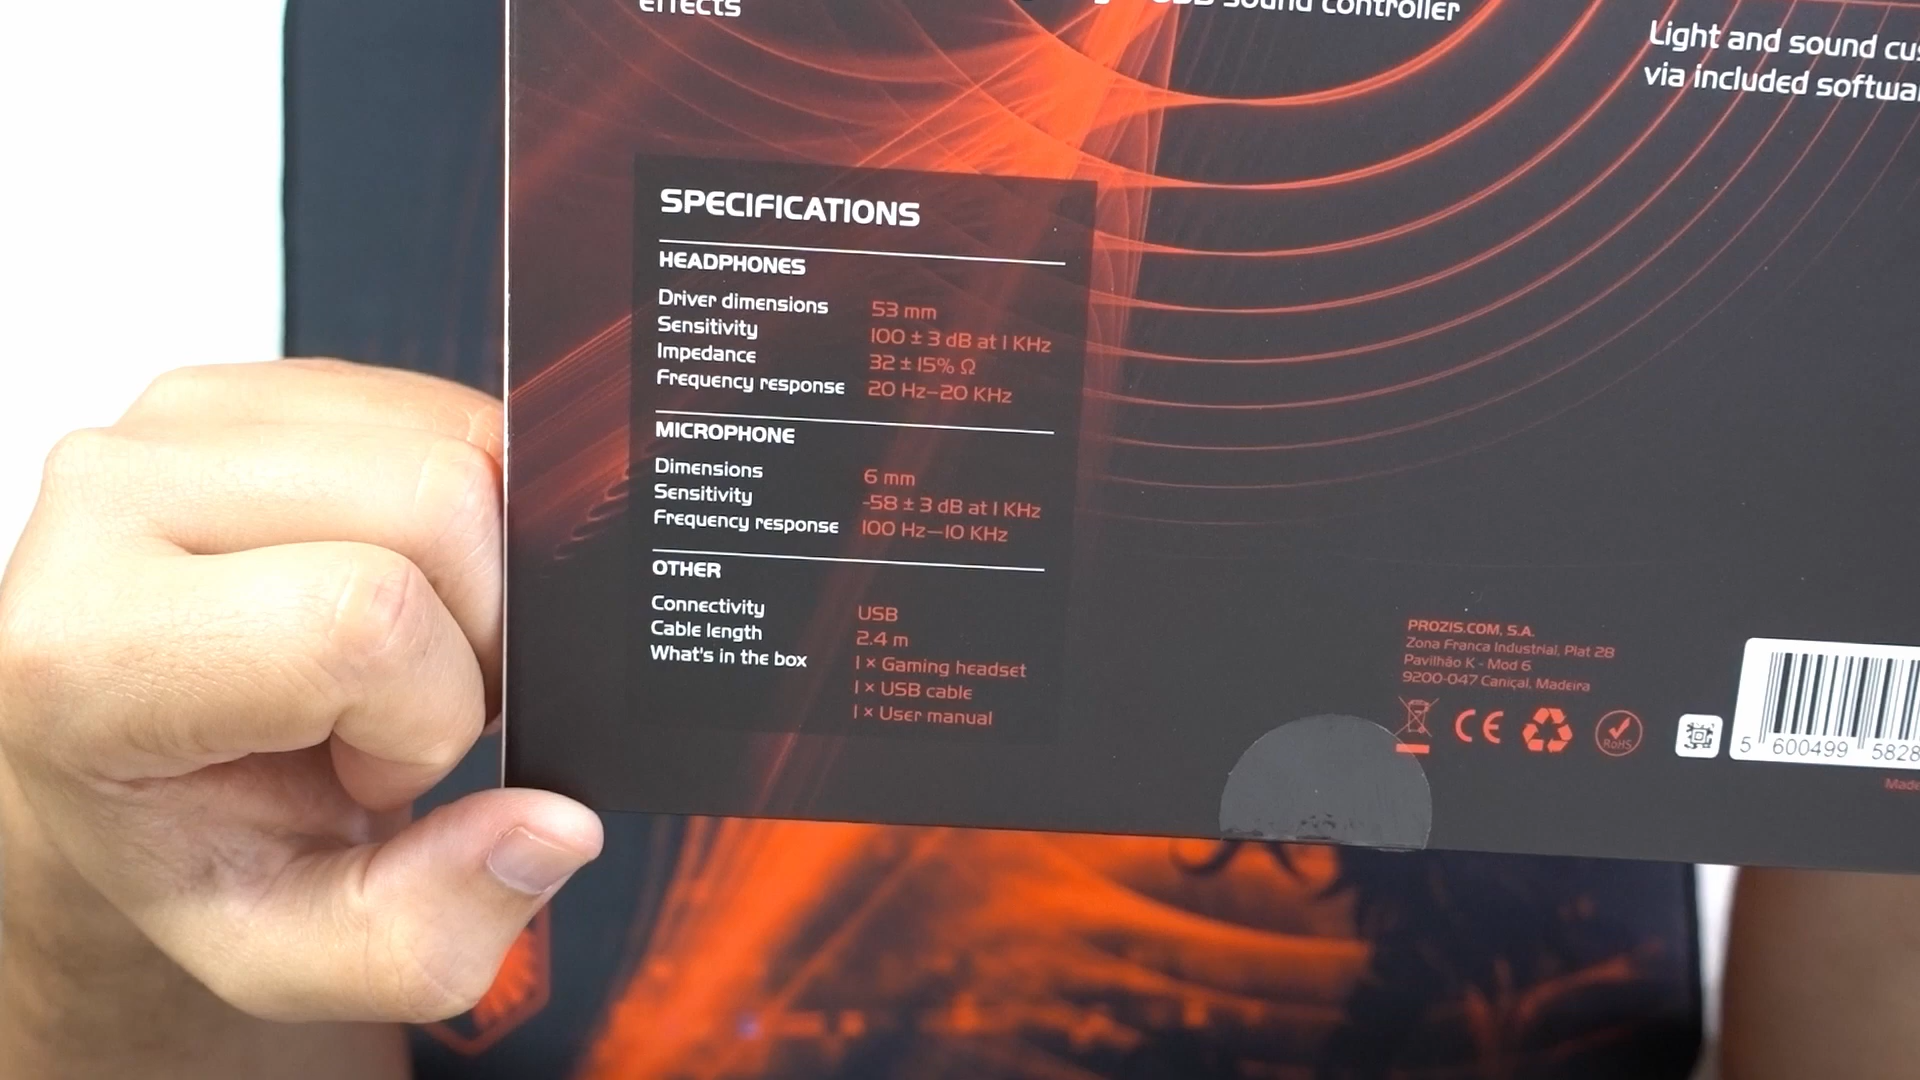 EFFECTS
sound controller
Light and sound
via included
SPECIFICATIONS
HEADPHONES
Driver dimensions 53 mm
Sensitivity 100 ± 3 dB at 1 KHz
Impedance 32 ± 15% Ω
Frequency response 20 Hz–20 KHz
MICROPHONE
Dimensions 6 mm
Sensitivity -58 ± 3 dB at 1 KHz
Frequency response 100 Hz–10 KHz
OTHER
Connectivity USB
Cable length 2.4 m
What's in the box 1 × Gaming headset
1 × USB cable
1 × User manual
PROZIS.COM, S.A.
Zona Franca Industrial, Plat 28
Pavilhão K - Mod 6
9200-047 Caniçal, Madeira
CE
RoHS
5 600499 5828